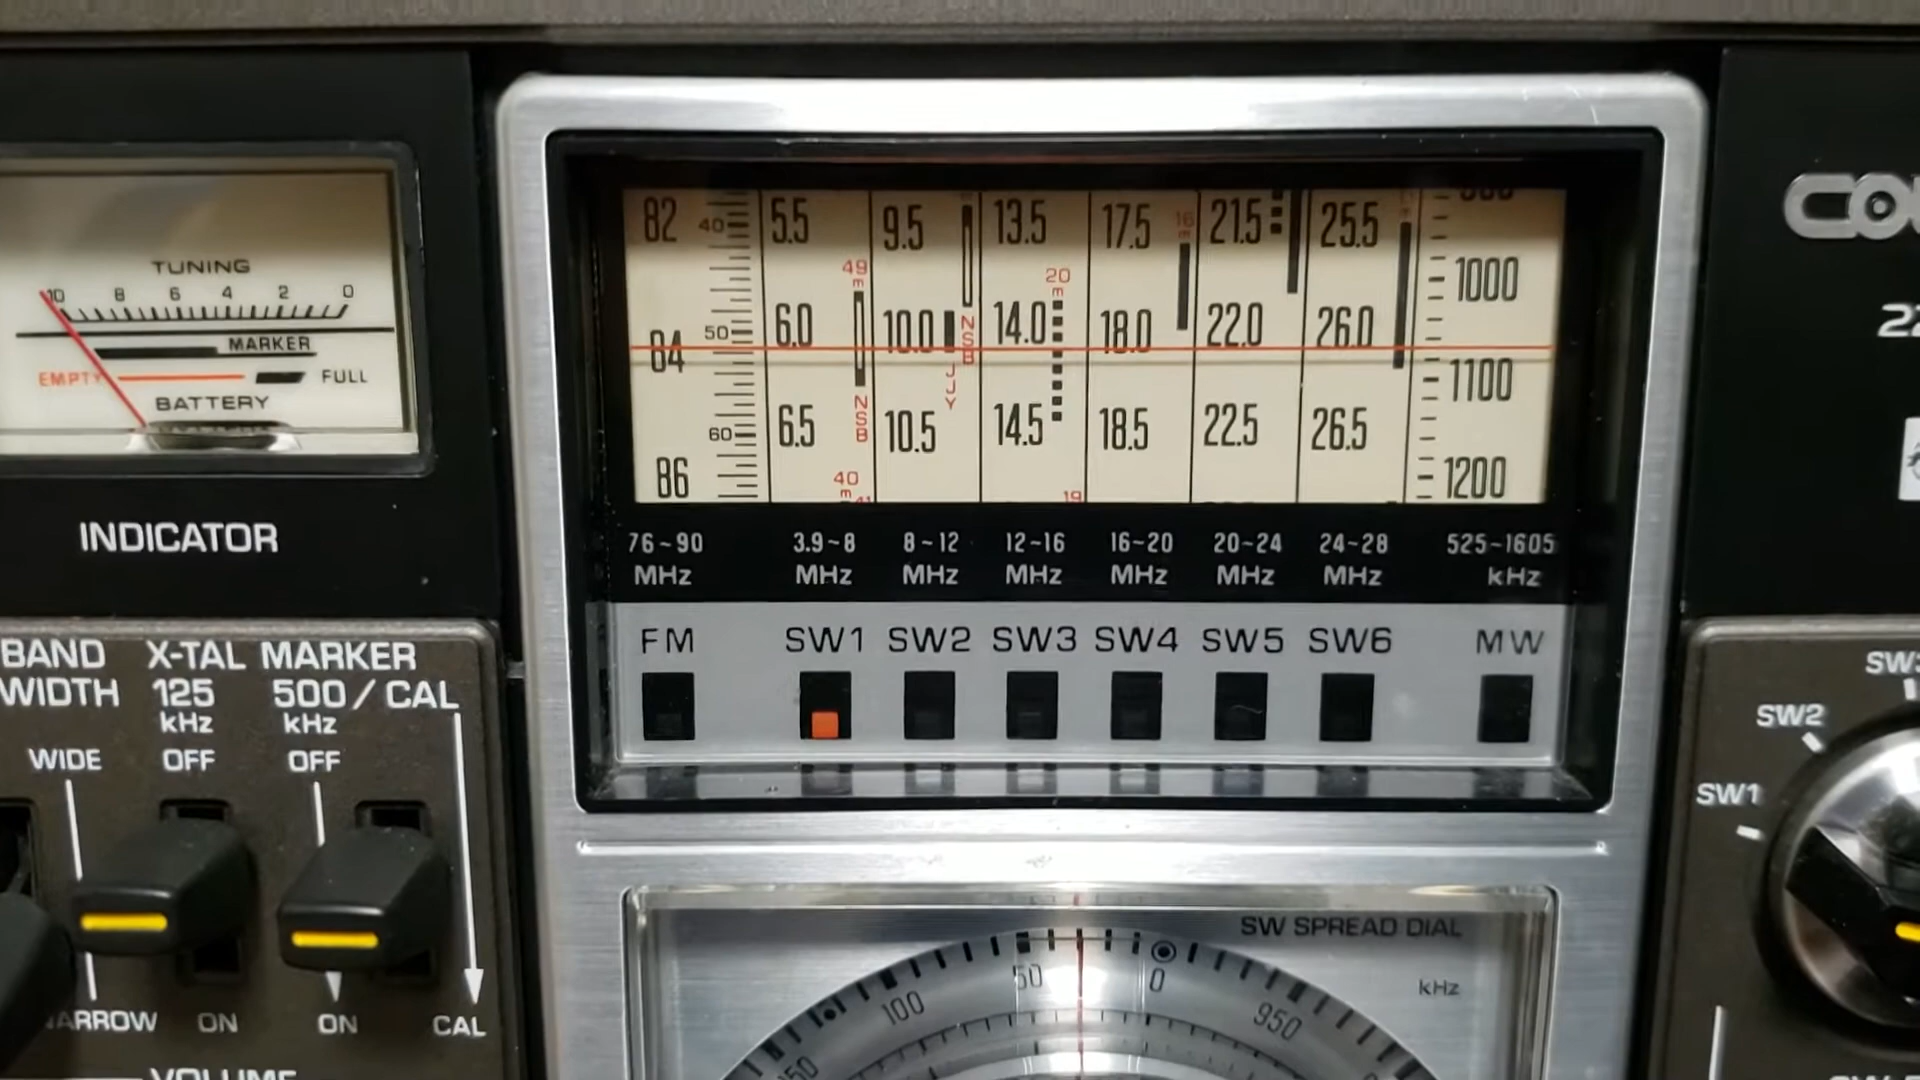 TUNING
10 8 6 4 2 0
MARKER
EMPTY FULL
BATTERY
INDICATOR
82 40 5.5 9.5 13.5 17.5 16 m 21.5 25.5
49 m 20 m 1000
84 50 6.0 10.0 NSB 14.0 18.0 22.0 26.0
JJY 1100
60 6.5 NSB 10.5 14.5 18.5 22.5 26.5
86 40 m 41 19 1200
76~90 MHz
3.9~8 MHz
8~12 MHz
12~16 MHz
16~20 MHz
20~24 MHz
24~28 MHz
525~1605 kHz
FM SW1 SW2 SW3 SW4 SW5 SW6 MW
BAND WIDTH
X-TAL MARKER
125 kHz
500 kHz / CAL
WIDE OFF OFF
NARROW ON ON CAL
VOLUME
SW SPREAD DIAL
kHz
150 100 50 0 950
SW2
SW1